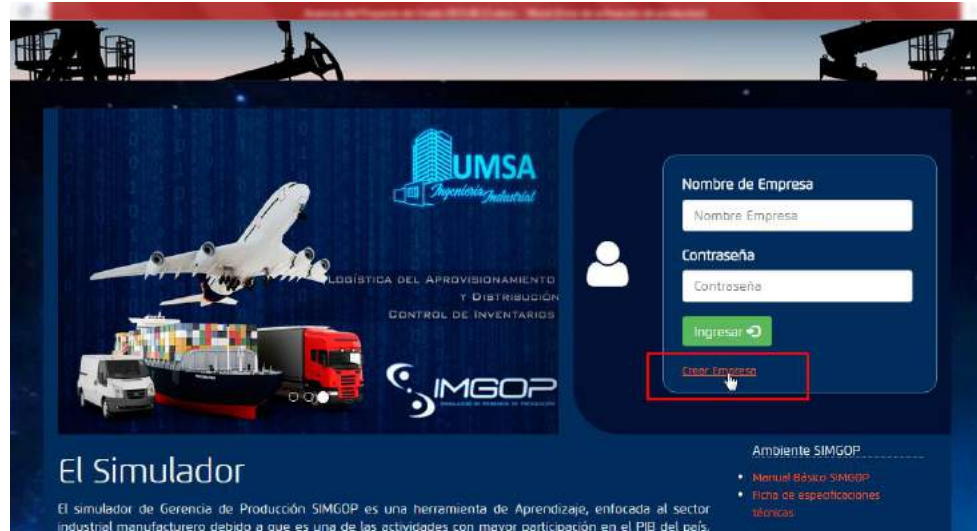 UMSA
Ingeniería Industrial
LOGÍSTICA DEL APROVISIONAMIENTO
Y DISTRIBUCIÓN
CONTROL DE INVENTARIOS
SIMGOP
Nombre de Empresa
Nombre Empresa
Contraseña
Contraseña
Ingresar
Crear Empresa
Ambiente SIMGOP
Manual Básico SIMGOP
Ficha de especificaciones
técnicas
El Simulador
El simulador de Gerencia de Producción SIMGOP es una herramienta de Aprendizaje, enfocada al sector
industrial manufacturero debido a que es una de las actividades con mayor participación en el PIB del país.